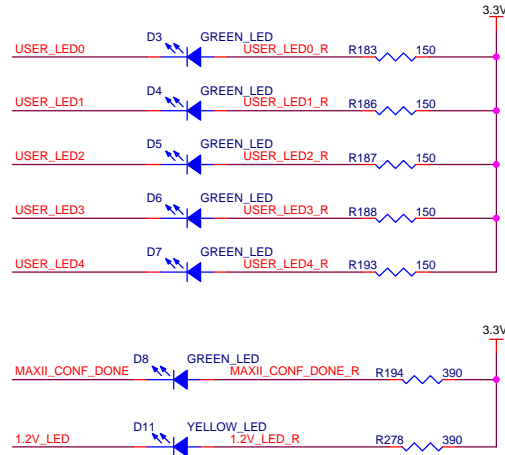 3.3V
D3 GREEN_LED
USER_LED0 USER_LED0_R R183 150
D4 GREEN_LED
USER_LED1 USER_LED1_R R186 150
D5 GREEN_LED
USER_LED2 USER_LED2_R R187 150
D6 GREEN_LED
USER_LED3 USER_LED3_R R188 150
D7 GREEN_LED
USER_LED4 USER_LED4_R R193 150
3.3V
D8 GREEN_LED
MAXII_CONF_DONE MAXII_CONF_DONE_R R194 390
D11 YELLOW_LED
1.2V_LED 1.2V_LED_R R278 390